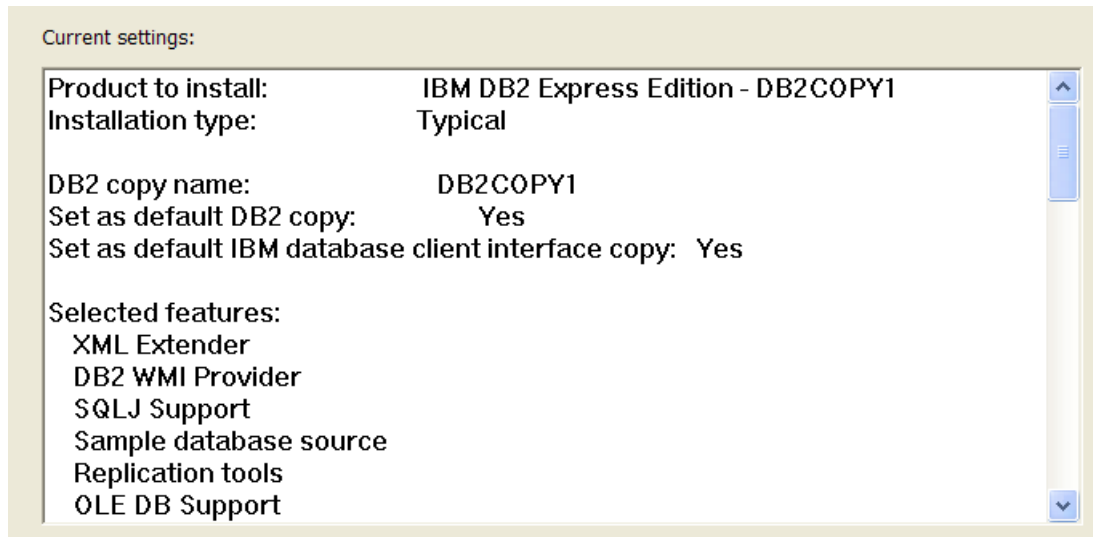 Current settings:
Product to install: IBM DB2 Express Edition - DB2COPY1
Installation type: Typical
DB2 copy name: DB2COPY1
Set as default DB2 copy: Yes
Set as default IBM database client interface copy: Yes
Selected features:
XML Extender
DB2 WMI Provider
SQLJ Support
Sample database source
Replication tools
OLE DB Support